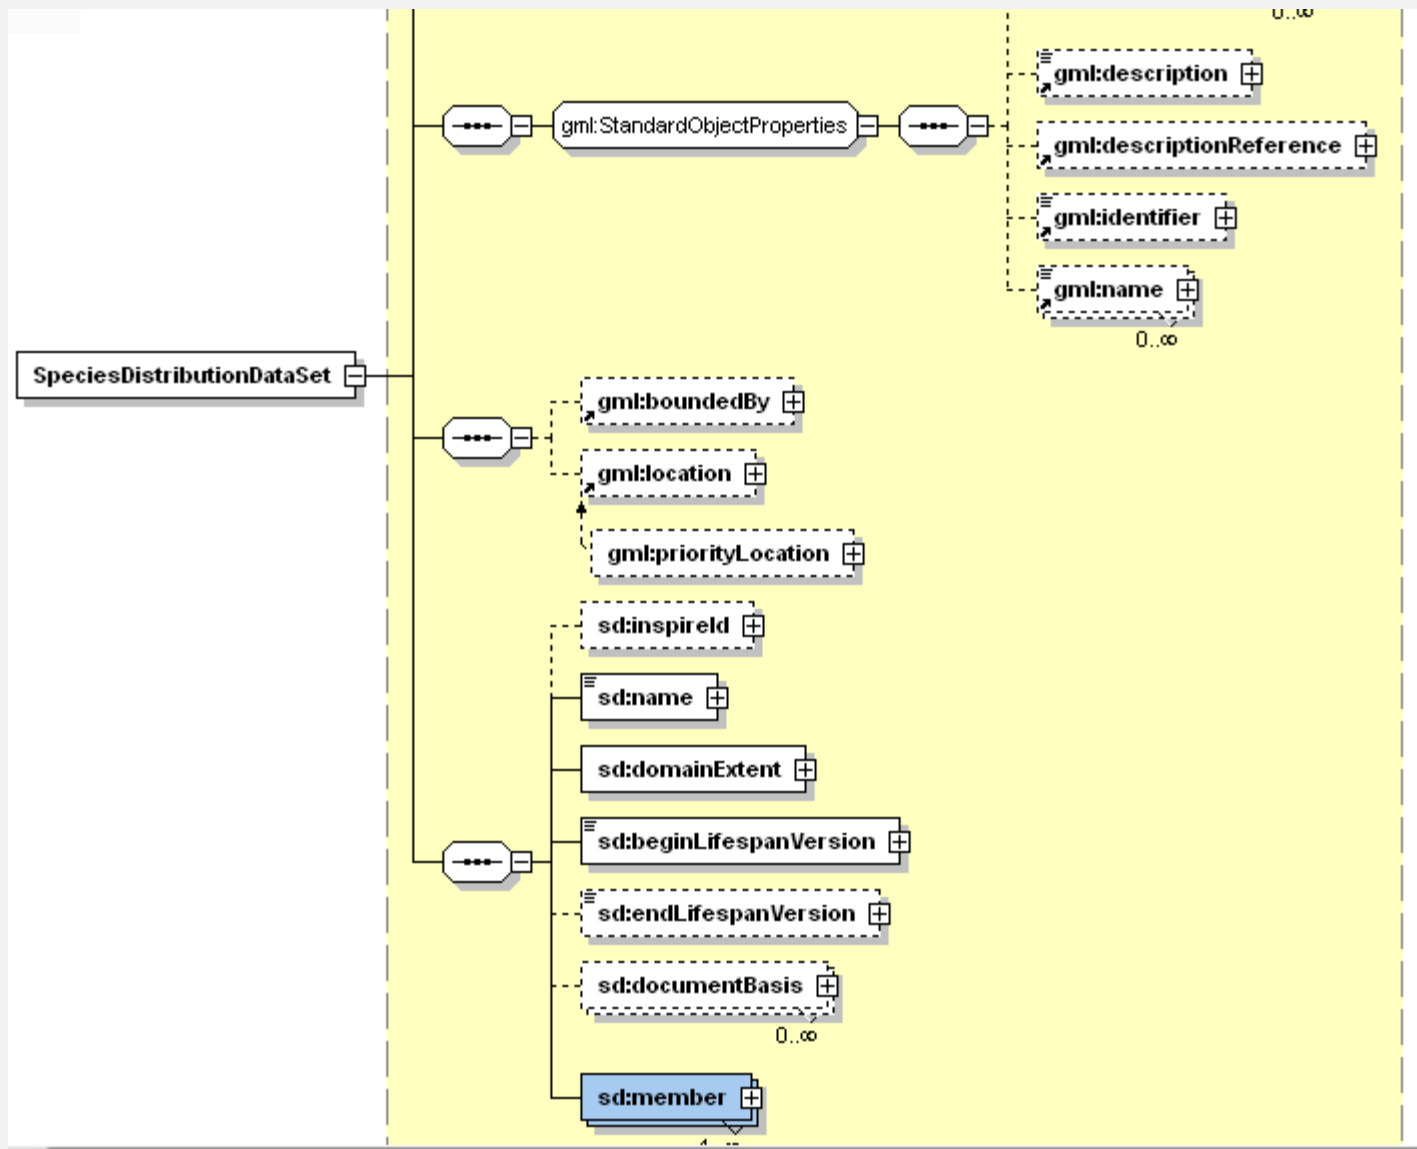 0..∞
gml:description
gml:StandardObjectProperties
gml:descriptionReference
gml:identifier
gml:name
0..∞
SpeciesDistributionDataSet
gml:boundedBy
gml:location
gml:priorityLocation
sd:inspireId
sd:name
sd:domainExtent
sd:beginLifespanVersion
sd:endLifespanVersion
sd:documentBasis
0..∞
sd:member